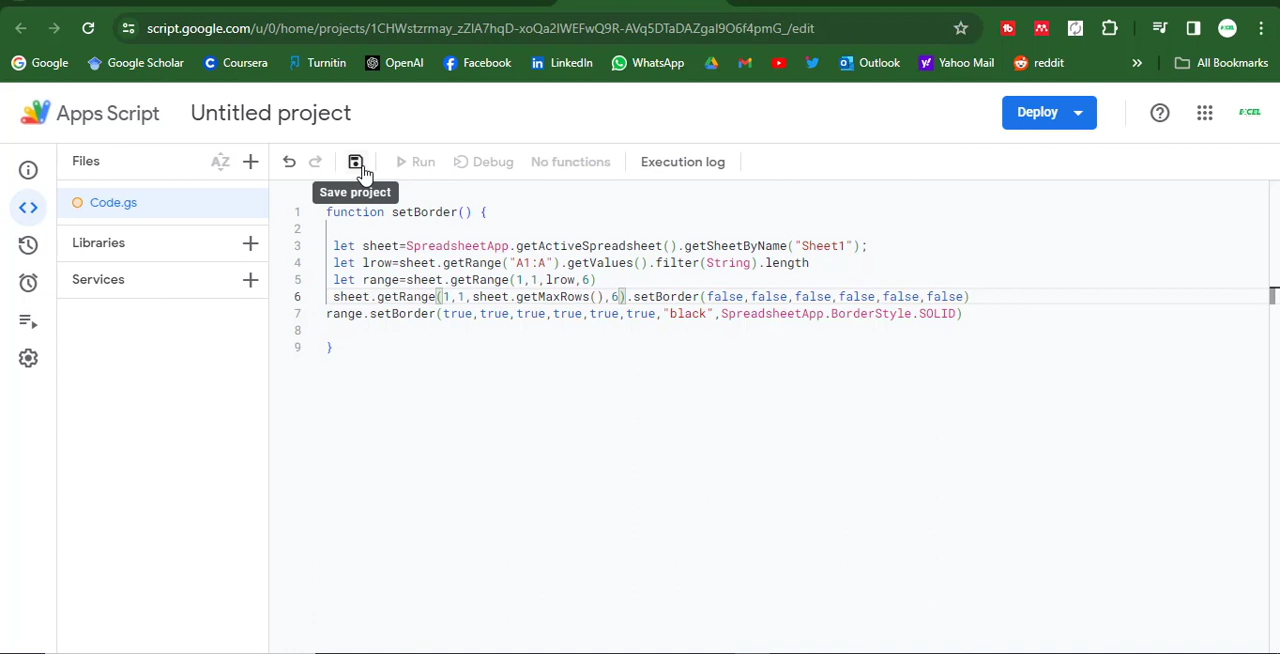 script.google.com/u/0/home/projects/1CHWstzrmay_zZIA7hqD-xoQa2IWEFwQ9R-AVq5DTaDAZgaI9O6f4pmG_/edit
Google Google Scholar Coursera Turnitin OpenAI Facebook LinkedIn WhatsApp Outlook Yahoo Mail reddit » All Bookmarks
Apps Script Untitled project Deploy EXCEL
Files AZ Run Debug No functions Execution log
Save project
Code.gs
Libraries
Services
1 function setBorder() {
2
3 let sheet=SpreadsheetApp.getActiveSpreadsheet().getSheetByName("Sheet1");
4 let lrow=sheet.getRange("A1:A").getValues().filter(String).length
5 let range=sheet.getRange(1,1,lrow,6)
6 sheet.getRange(1,1,sheet.getMaxRows(),6).setBorder(false,false,false,false,false,false)
7 range.setBorder(true,true,true,true,true,true,"black",SpreadsheetApp.BorderStyle.SOLID)
8
9 }